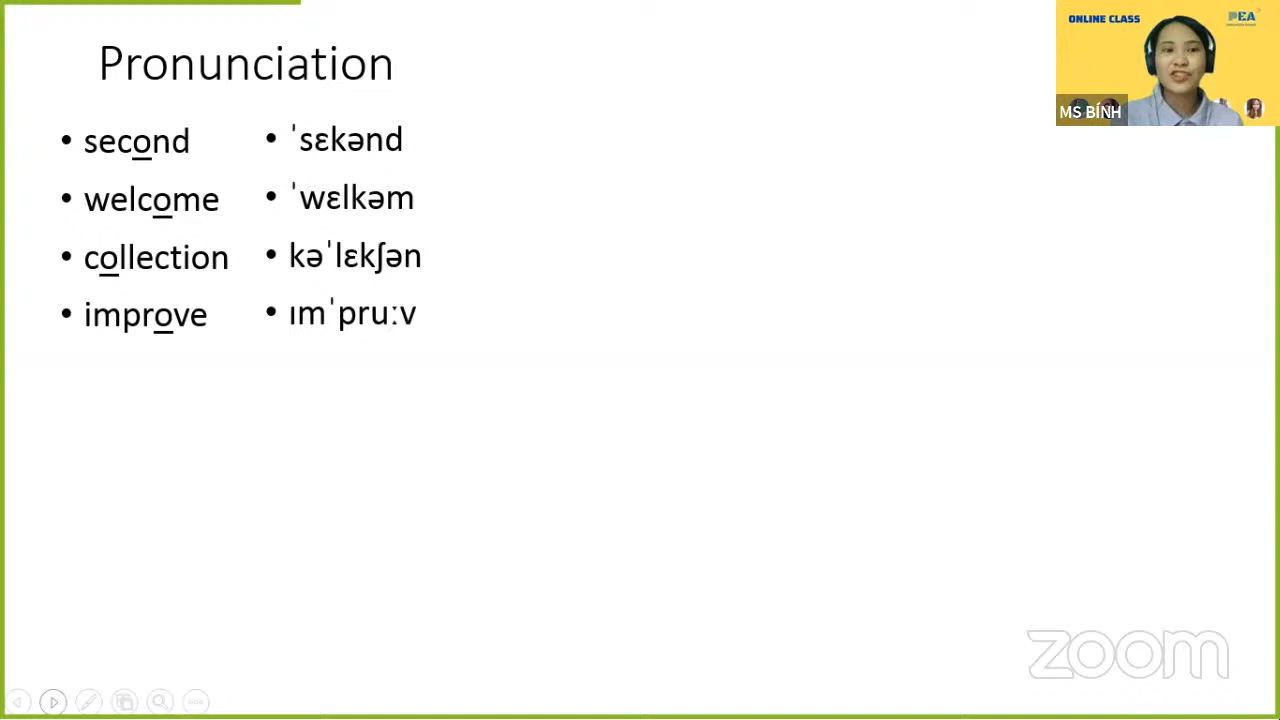 ONLINE CLASS
PEA
MS BÍNH
Pronunciation
• second
• welcome
• collection
• improve
• ˈsɛkənd
• ˈwɛlkəm
• kəˈlɛkʃən
• ɪmˈpruːv
zoom